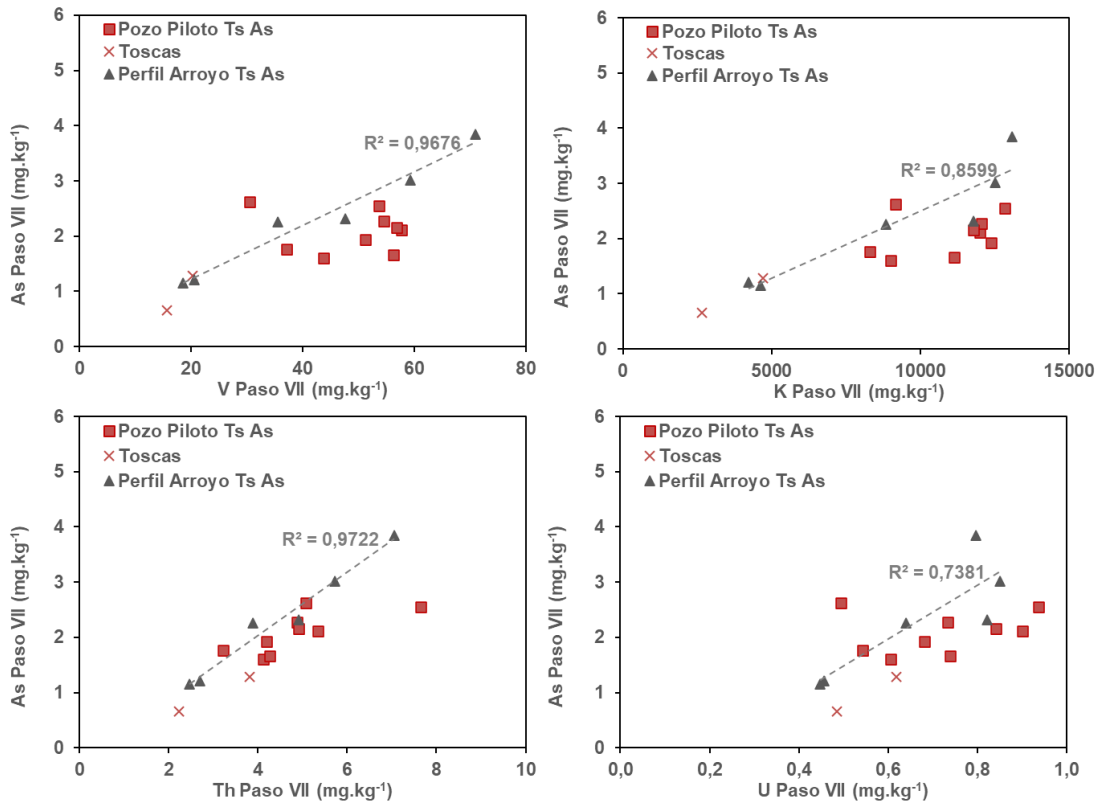 6
5
4
3
2
1
0
As Paso VII (mg.kg⁻¹)
Pozo Piloto Ts As
Toscas
Perfil Arroyo Ts As
R² = 0,9676
0 20 40 60 80
V Paso VII (mg.kg⁻¹)
6
5
4
3
2
1
0
As Paso VII (mg.kg⁻¹)
Pozo Piloto Ts As
Toscas
Perfil Arroyo Ts As
R² = 0,8599
0 5000 10000 15000
K Paso VII (mg.kg⁻¹)
6
5
4
3
2
1
0
As Paso VII (mg.kg⁻¹)
Pozo Piloto Ts As
Toscas
Perfil Arroyo Ts As
R² = 0,9722
0 2 4 6 8 10
Th Paso VII (mg.kg⁻¹)
6
5
4
3
2
1
0
As Paso VII (mg.kg⁻¹)
Pozo Piloto Ts As
Toscas
Perfil Arroyo Ts As
R² = 0,7381
0,0 0,2 0,4 0,6 0,8 1,0
U Paso VII (mg.kg⁻¹)